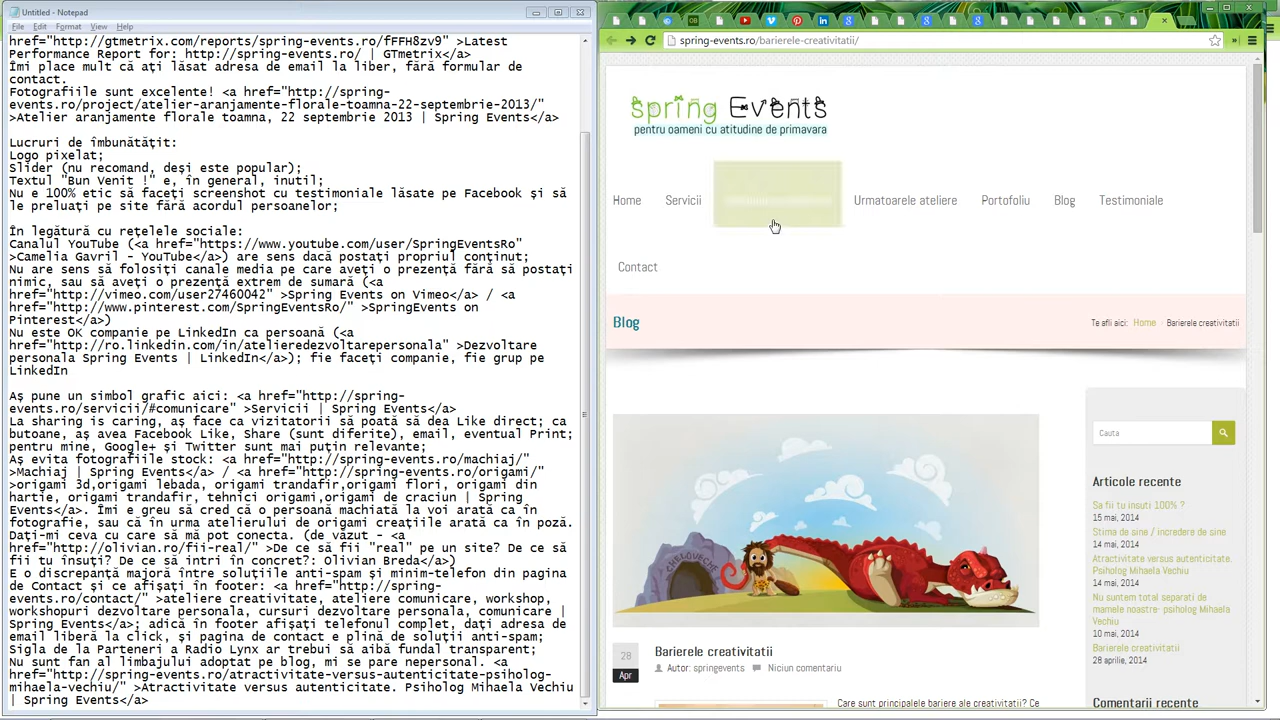 Untitled - Notepad
File Edit Format View Help
href="http://gtmetrix.com/reports/spring-events.ro/fFFH8zv9" >Latest
Performance Report for: http://spring-events.ro/ | GTmetrix</a>
Îmi place mult că ați lăsat adresa de email la liber, fără formular de
contact.
Fotografiile sunt excelente! <a href="http://spring-
events.ro/project/atelier-aranjamente-florale-toamna-22-septembrie-2013/"
>Atelier aranjamente florale toamna, 22 septembrie 2013 | Spring Events</a>
Lucruri de îmbunătățit:
Logo pixelat;
Slider (nu recomand, deși este popular);
Textul "Bun Venit !" e, în general, inutil;
Nu e 100% etic să faceți screenshot cu testimoniale lăsate pe Facebook și să
le preluați pe site fără acordul persoanelor;
În legătură cu rețelele sociale:
Canalul YouTube (<a href="https://www.youtube.com/user/SpringEventsRo"
>Camelia Gavril - YouTube</a>) are sens dacă postați propriul conținut;
Nu are sens să folosiți canale media pe care aveți o prezență fără să postați
nimic, sau să aveți o prezență extrem de sumară (<a
href="http://vimeo.com/user27460042" >Spring Events on Vimeo</a> / <a
href="http://www.pinterest.com/SpringEventsRo/" >SpringEvents on
Pinterest</a>)
Nu este OK companie pe LinkedIn ca persoană (<a
href="http://ro.linkedin.com/in/atelieredezvoltarepersonala" >Dezvoltare
personala Spring Events | LinkedIn</a>); fie faceți companie, fie grup pe
LinkedIn
Aș pune un simbol grafic aici: <a href="http://spring-
events.ro/servicii/#comunicare" >Servicii | Spring Events</a>
La sharing is caring, aș face ca vizitatorii să poată să dea Like direct; ca
butoane, aș avea Facebook Like, Share (sunt diferite), email, eventual Print;
pentru mine, Google+ și Twitter sunt mai puțin relevante;
Aș evita fotografiile stock: <a href="http://spring-events.ro/machiaj/"
>Machiaj | Spring Events</a> / <a href="http://spring-events.ro/origami/"
>origami 3d,origami lebada, origami trandafir,origami flori, origami din
hartie, origami trandafir, tehnici origami,origami de craciun | Spring
Events</a>. Îmi e greu să cred că o persoană machiată la voi arată ca în
fotografie, sau că în urma atelierului de origami creațiile arată ca în poză.
Dați-mi ceva cu care să mă pot conecta. (de văzut - <a
href="http://olivian.ro/fii-real/" >De ce să fii "real" pe un site? De ce să
fii tu însuți? De ce să intri în concret?: Olivian Breda</a>)
E o discrepanță majoră între soluțiile anti-spam și minim-telefon din pagina
de Contact și ce afișați în footer: <a href="http://spring-
events.ro/contact/" >ateliere creativitate, ateliere comunicare, workshop,
workshopuri dezvoltare personala, cursuri dezvoltare personala, comunicare |
Spring Events</a>; adică în footer afișați telefonul complet, dați adresa de
email liberă la click, și pagina de contact e plină de soluții anti-spam;
Sigla de la Parteneri a Radio Lynx ar trebui să aibă fundal transparent;
Nu sunt fan al limbajului adoptat pe blog, mi se pare nepersonal. <a
href="http://spring-events.ro/atractivitate-versus-autenticitate-psiholog-
mihaela-vechiu/" >Atractivitate versus autenticitate. Psiholog Mihaela Vechiu
| Spring Events</a>
spring-events.ro/barierele-creativitatii/
spring Events
pentru oameni cu atitudine de primavara
Home Servicii Urmatoarele ateliere Portofoliu Blog Testimoniale
Contact
Blog
Te afli aici: Home / Barierele creativitatii
28
Apr
Barierele creativitatii
Autor: springevents Niciun comentariu
Care sunt principalele bariere ale creativitatii? Ce
Cauta
Articole recente
Sa fii tu insuti 100% ?
15 mai, 2014
Stima de sine / incredere de sine
14 mai, 2014
Atractivitate versus autenticitate.
Psiholog Mihaela Vechiu
14 mai, 2014
Nu suntem total separati de
mamele noastre- psiholog Mihaela
Vechiu
10 mai, 2014
Barierele creativitatii
28 aprilie, 2014
Comentarii recente